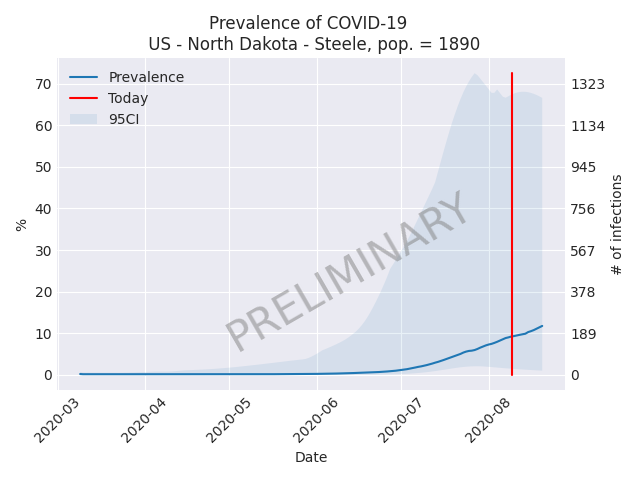 Prevalence of COVID-19
US - North Dakota - Steele, pop. = 1890
Prevalence
Today
95CI
%
70
60
50
40
30
20
10
0
1323
1134
945
756
567
378
189
0
# of infections
PRELIMINARY
2020-03
2020-04
2020-05
2020-06
2020-07
2020-08
Date